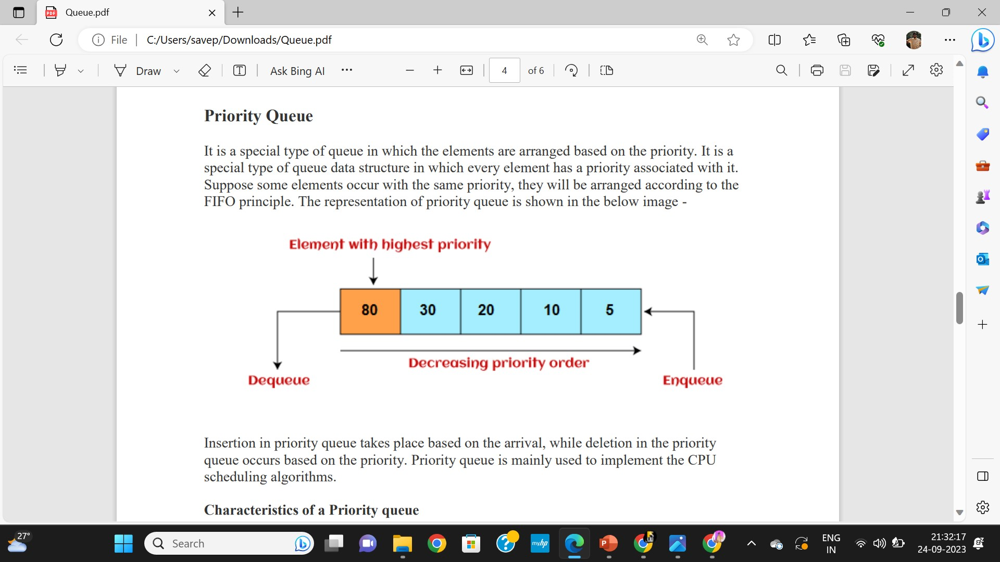 Queue.pdf
File
C:/Users/savep/Downloads/Queue.pdf
Draw
Ask Bing AI
4
of 6
Priority Queue
It is a special type of queue in which the elements are arranged based on the priority. It is a
special type of queue data structure in which every element has a priority associated with it.
Suppose some elements occur with the same priority, they will be arranged according to the
FIFO principle. The representation of priority queue is shown in the below image -
Element with highest priority
80 30 20 10 5
Decreasing priority order
Dequeue
Enqueue
Insertion in priority queue takes place based on the arrival, while deletion in the priority
queue occurs based on the priority. Priority queue is mainly used to implement the CPU
scheduling algorithms.
Characteristics of a Priority queue
27°
Search
myhp
ENG
IN
21:32:17
24-09-2023